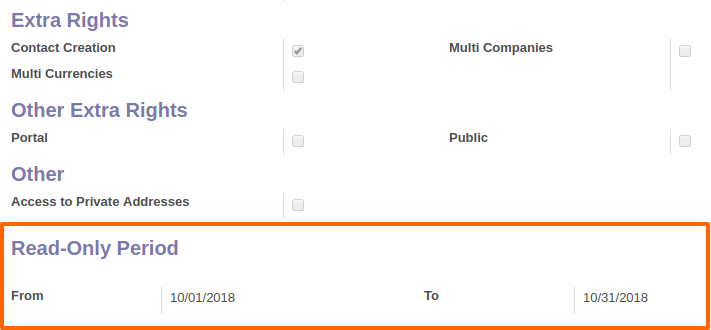 Extra Rights
Contact Creation Multi Companies
Multi Currencies
Other Extra Rights
Portal Public
Other
Access to Private Addresses
Read-Only Period
From 10/01/2018 To 10/31/2018